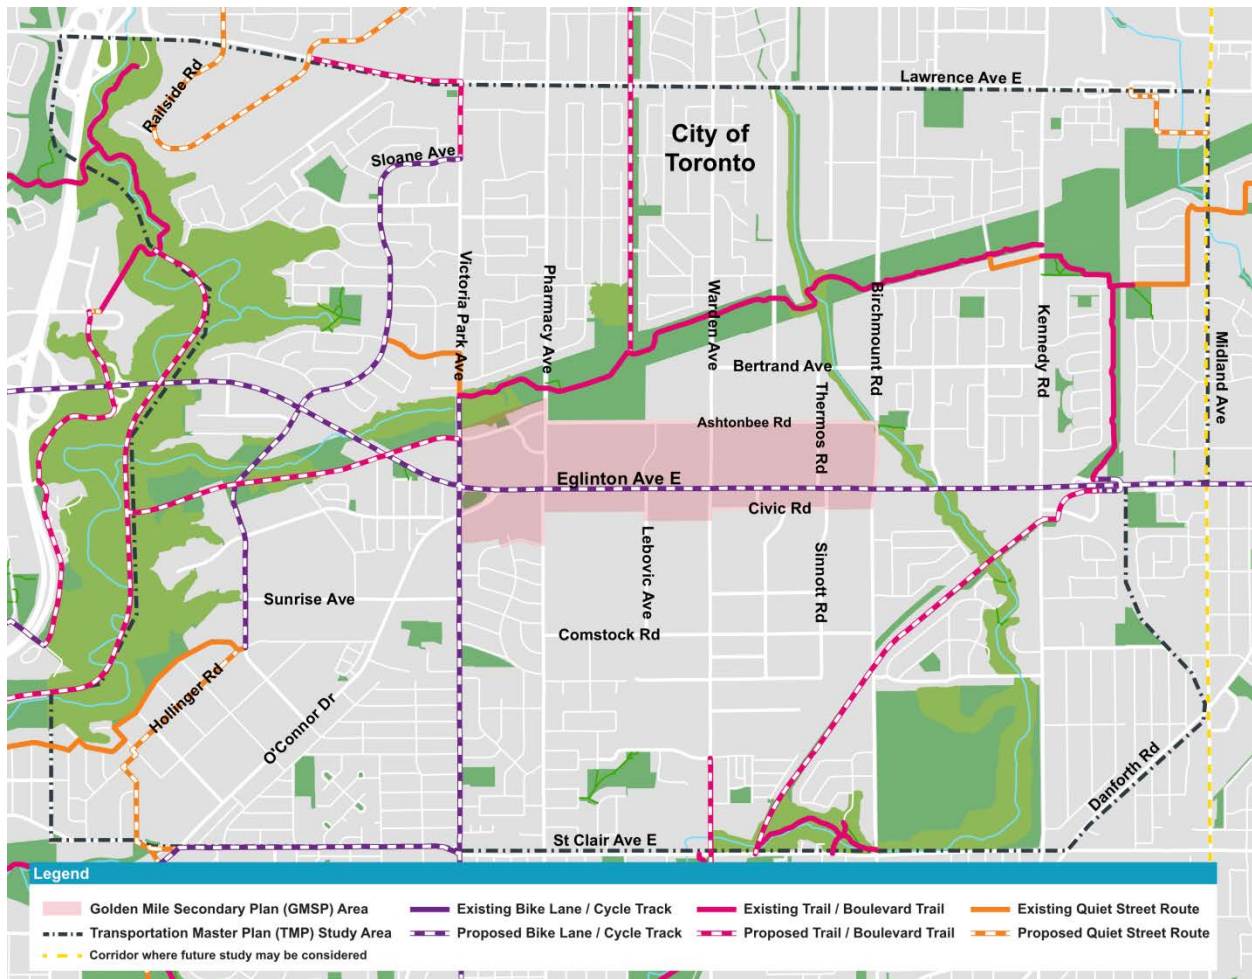 Lawrence Ave E
Railside Rd
City of
Toronto
Sloane Ave
Victoria Park Ave
Pharmacy Ave
Warden Ave
Birchmount Rd
Kennedy Rd
Midland Ave
Bertrand Ave
Thermos Rd
Ashtonbee Rd
Eglinton Ave E
Civic Rd
Lebovic Ave
Sinnott Rd
Sunrise Ave
Comstock Rd
Hollinger Rd
O'Connor Dr
Danforth Rd
St Clair Ave E
Legend
Golden Mile Secondary Plan (GMSP) Area
Existing Bike Lane / Cycle Track
Existing Trail / Boulevard Trail
Existing Quiet Street Route
Transportation Master Plan (TMP) Study Area
Proposed Bike Lane / Cycle Track
Proposed Trail / Boulevard Trail
Proposed Quiet Street Route
Corridor where future study may be considered